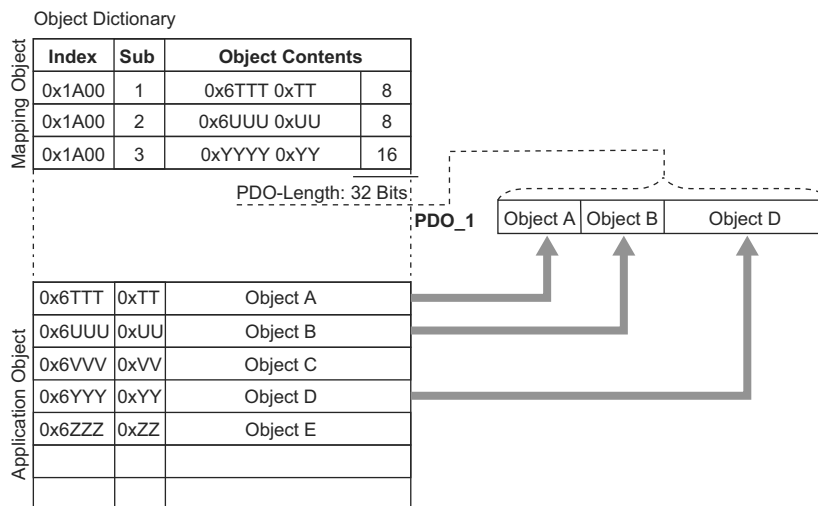 Object Dictionary
Mapping Object
Index Sub Object Contents
0x1A00 1 0x6TTT 0xTT 8
0x1A00 2 0x6UUU 0xUU 8
0x1A00 3 0xYYYY 0xYY 16
PDO-Length: 32 Bits
PDO_1 Object A Object B Object D
Application Object
0x6TTT 0xTT Object A
0x6UUU 0xUU Object B
0x6VVV 0xVV Object C
0x6YYY 0xYY Object D
0x6ZZZ 0xZZ Object E